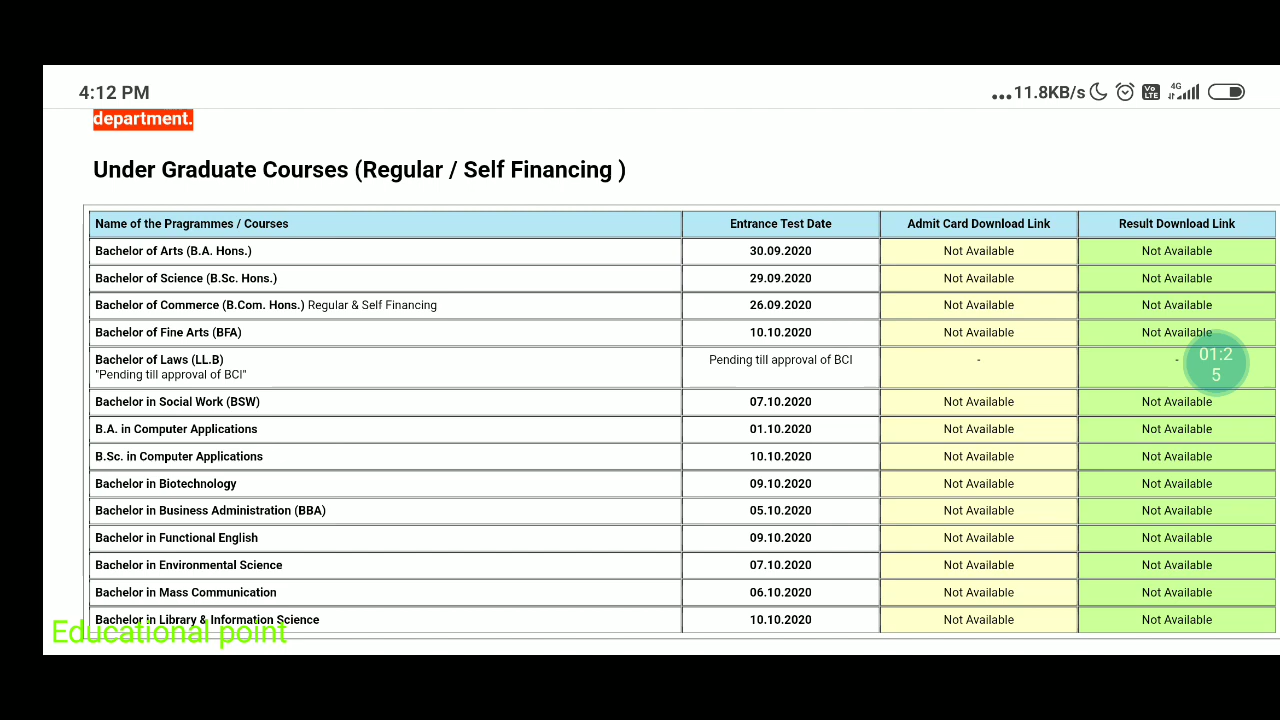 4:12 PM
...11.8KB/s Vo LTE 4G
department.
Under Graduate Courses (Regular / Self Financing )
Name of the Pragrammes / Courses Entrance Test Date Admit Card Download Link Result Download Link
Bachelor of Arts (B.A. Hons.) 30.09.2020 Not Available Not Available
Bachelor of Science (B.Sc. Hons.) 29.09.2020 Not Available Not Available
Bachelor of Commerce (B.Com. Hons.) Regular & Self Financing 26.09.2020 Not Available Not Available
Bachelor of Fine Arts (BFA) 10.10.2020 Not Available Not Available
Bachelor of Laws (LL.B) Pending till approval of BCI - -
"Pending till approval of BCI"
01:2
5
Bachelor in Social Work (BSW) 07.10.2020 Not Available Not Available
B.A. in Computer Applications 01.10.2020 Not Available Not Available
B.Sc. in Computer Applications 10.10.2020 Not Available Not Available
Bachelor in Biotechnology 09.10.2020 Not Available Not Available
Bachelor in Business Administration (BBA) 05.10.2020 Not Available Not Available
Bachelor in Functional English 09.10.2020 Not Available Not Available
Bachelor in Environmental Science 07.10.2020 Not Available Not Available
Bachelor in Mass Communication 06.10.2020 Not Available Not Available
Bachelor in Library & Information Science 10.10.2020 Not Available Not Available
Educational point